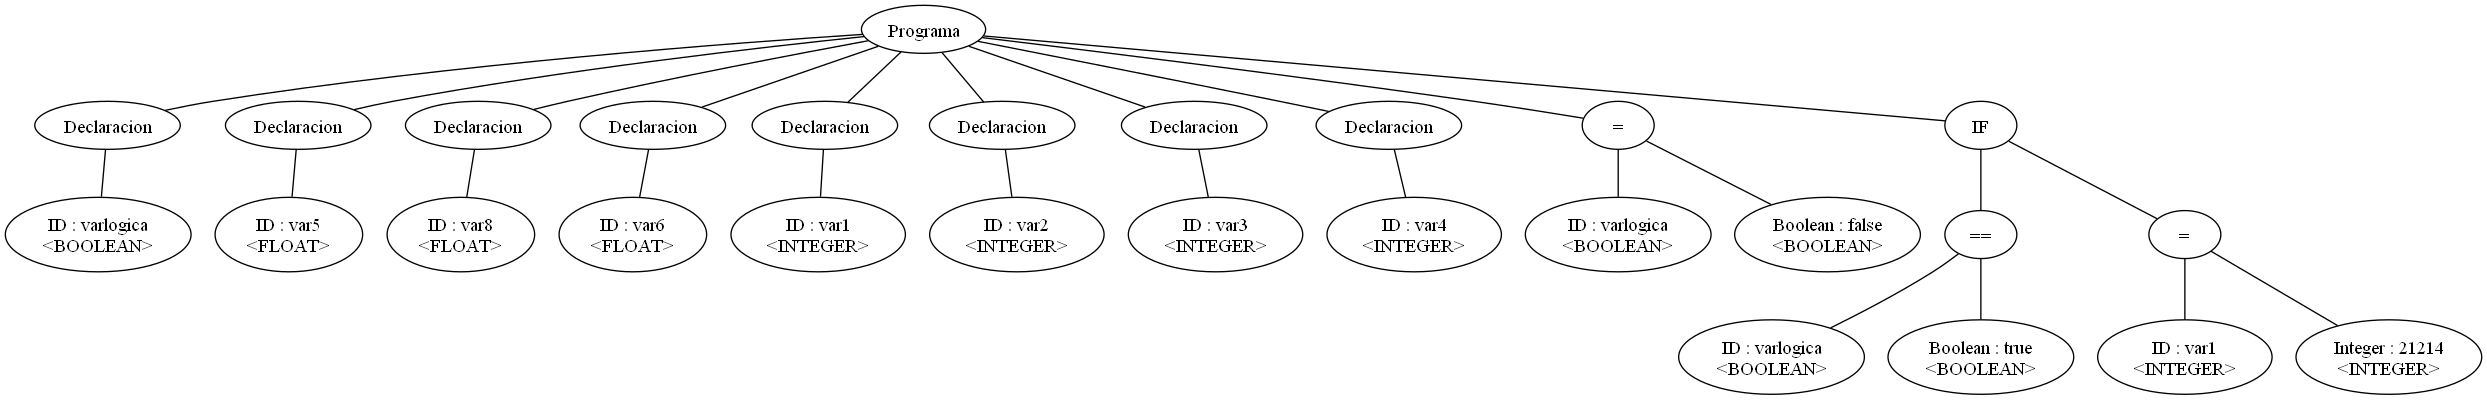 Programa
Declaracion
Declaracion
Declaracion
Declaracion
Declaracion
Declaracion
Declaracion
Declaracion
=
IF
ID : varlogica
<BOOLEAN>
ID : var5
<FLOAT>
ID : var8
<FLOAT>
ID : var6
<FLOAT>
ID : var1
<INTEGER>
ID : var2
<INTEGER>
ID : var3
<INTEGER>
ID : var4
<INTEGER>
ID : varlogica
<BOOLEAN>
Boolean : false
<BOOLEAN>
==
=
ID : varlogica
<BOOLEAN>
Boolean : true
<BOOLEAN>
ID : var1
<INTEGER>
Integer : 21214
<INTEGER>